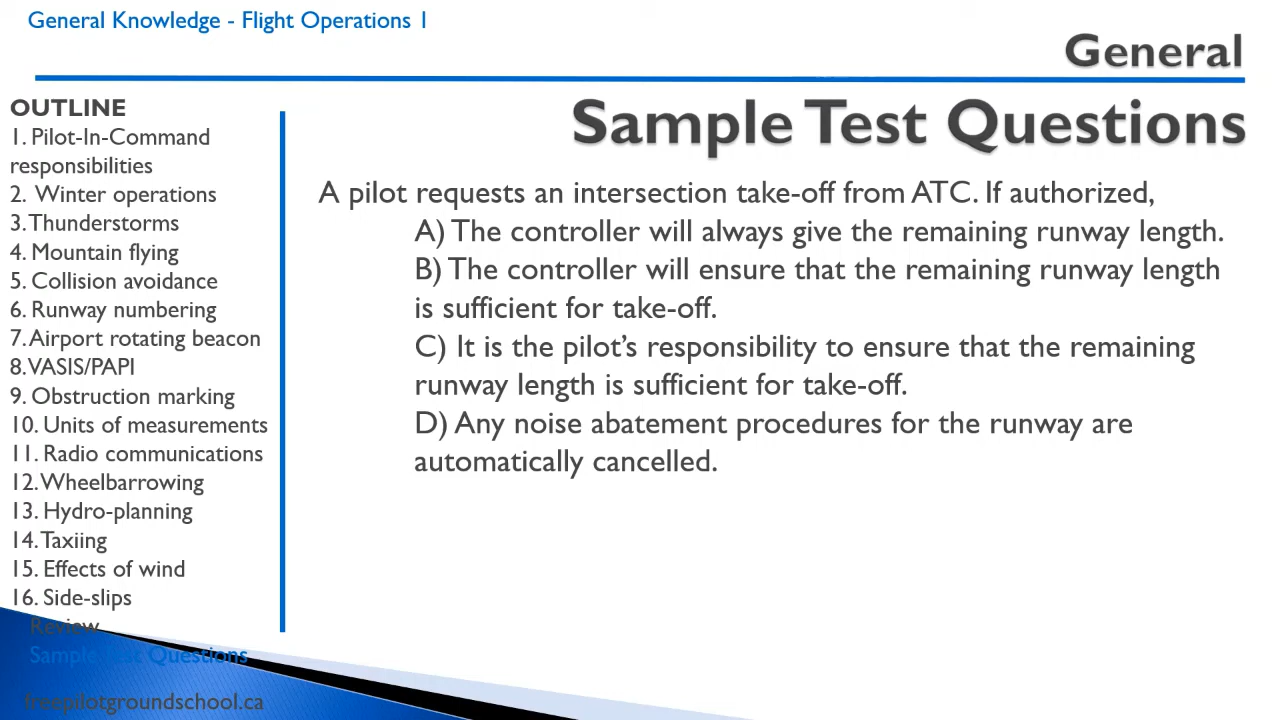 General Knowledge - Flight Operations 1
General
OUTLINE
1. Pilot-In-Command
responsibilities
2. Winter operations
3. Thunderstorms
4. Mountain flying
5. Collision avoidance
6. Runway numbering
7. Airport rotating beacon
8. VASIS/PAPI
9. Obstruction marking
10. Units of measurements
11. Radio communications
12. Wheelbarrowing
13. Hydro-planning
14. Taxiing
15. Effects of wind
16. Side-slips
Review
Sample Test Questions
freepilotgroundschool.ca
Sample Test Questions
A pilot requests an intersection take-off from ATC. If authorized,
A) The controller will always give the remaining runway length.
B) The controller will ensure that the remaining runway length
is sufficient for take-off.
C) It is the pilot's responsibility to ensure that the remaining
runway length is sufficient for take-off.
D) Any noise abatement procedures for the runway are
automatically cancelled.